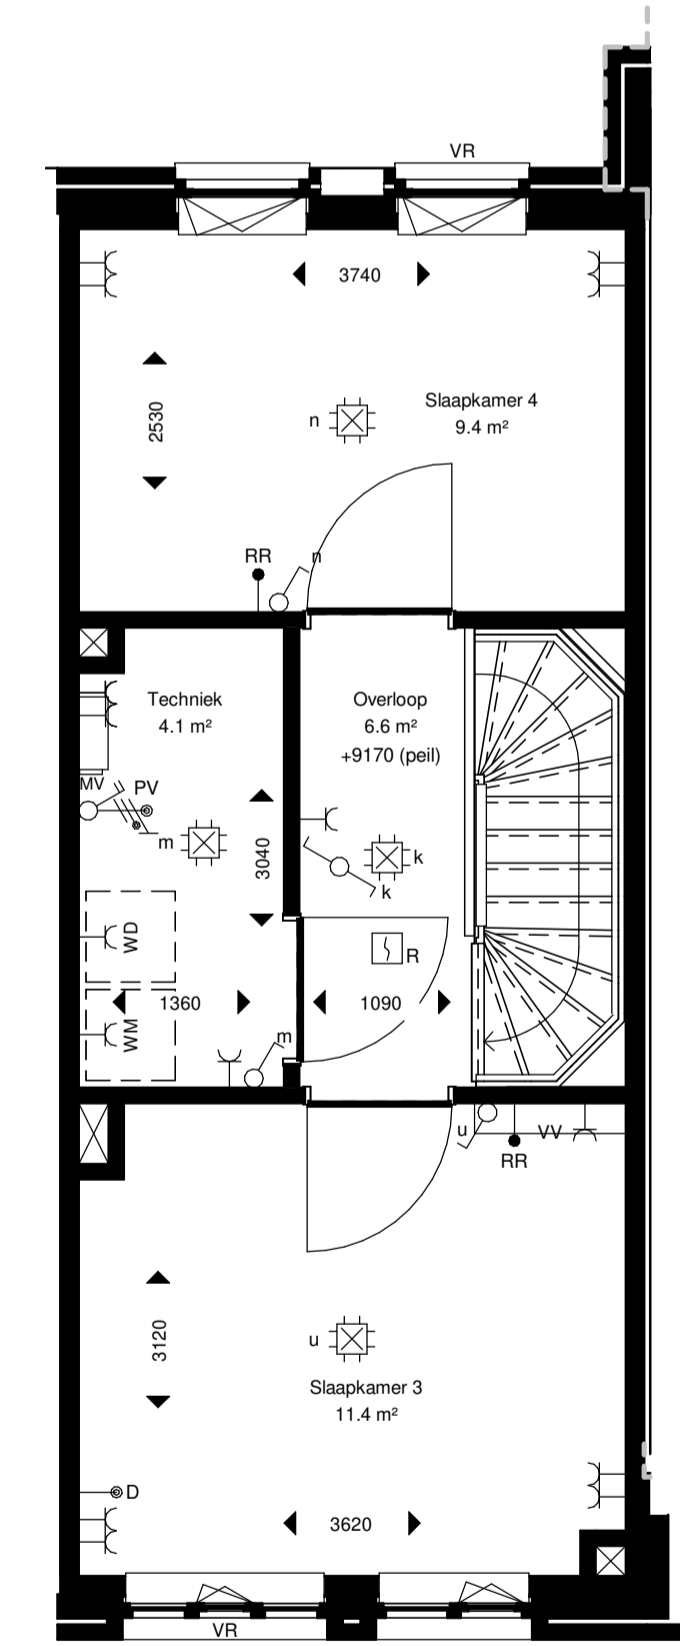 VR
3740
2530
n
Slaapkamer 4
9.4 m²
RR
n
Techniek
4.1 m²
Overloop
6.6 m²
+9170 (peil)
MV
PV
m
3040
k
k
WD
R
1360
1090
WM
m
u
VV
RR
3120
u
Slaapkamer 3
11.4 m²
D
3620
VR